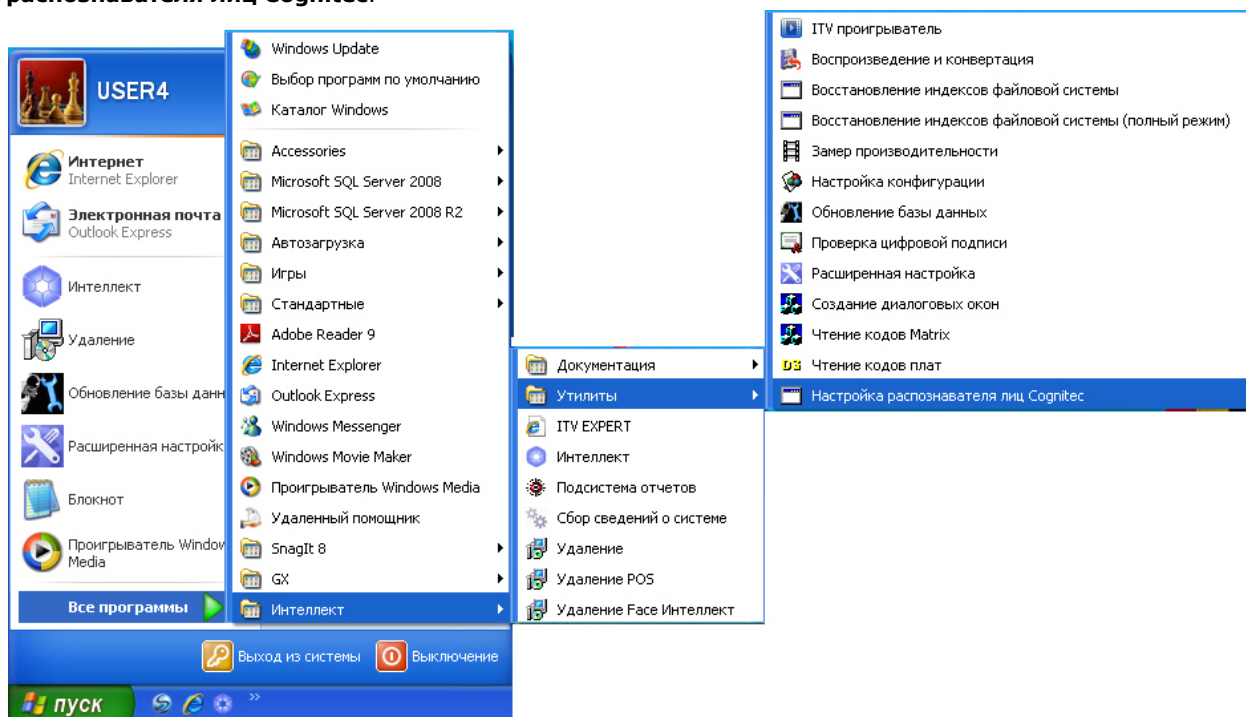 распознавателя лиц Cognitec.
USER4
Интернет
Internet Explorer
Электронная почта
Outlook Express
Интеллект
Удаление
Обновление базы данн
Расширенная настройк
Блокнот
Проигрыватель Window
Media
Все программы
Выход из системы
Выключение
пуск
Windows Update
Выбор программ по умолчанию
Каталог Windows
Accessories
Microsoft SQL Server 2008
Microsoft SQL Server 2008 R2
Автозагрузка
Игры
Стандартные
Adobe Reader 9
Internet Explorer
Outlook Express
Windows Messenger
Windows Movie Maker
Проигрыватель Windows Media
Удаленный помощник
SnagIt 8
GX
Интеллект
Документация
Утилиты
ITV EXPERT
Интеллект
Подсистема отчетов
Сбор сведений о системе
Удаление
Удаление POS
Удаление Face Интеллект
ITV проигрыватель
Воспроизведение и конвертация
Восстановление индексов файловой системы
Восстановление индексов файловой системы (полный режим)
Замер производительности
Настройка конфигурации
Обновление базы данных
Проверка цифровой подписи
Расширенная настройка
Создание диалоговых окон
Чтение кодов Matrix
Чтение кодов плат
Настройка распознавателя лиц Cognitec